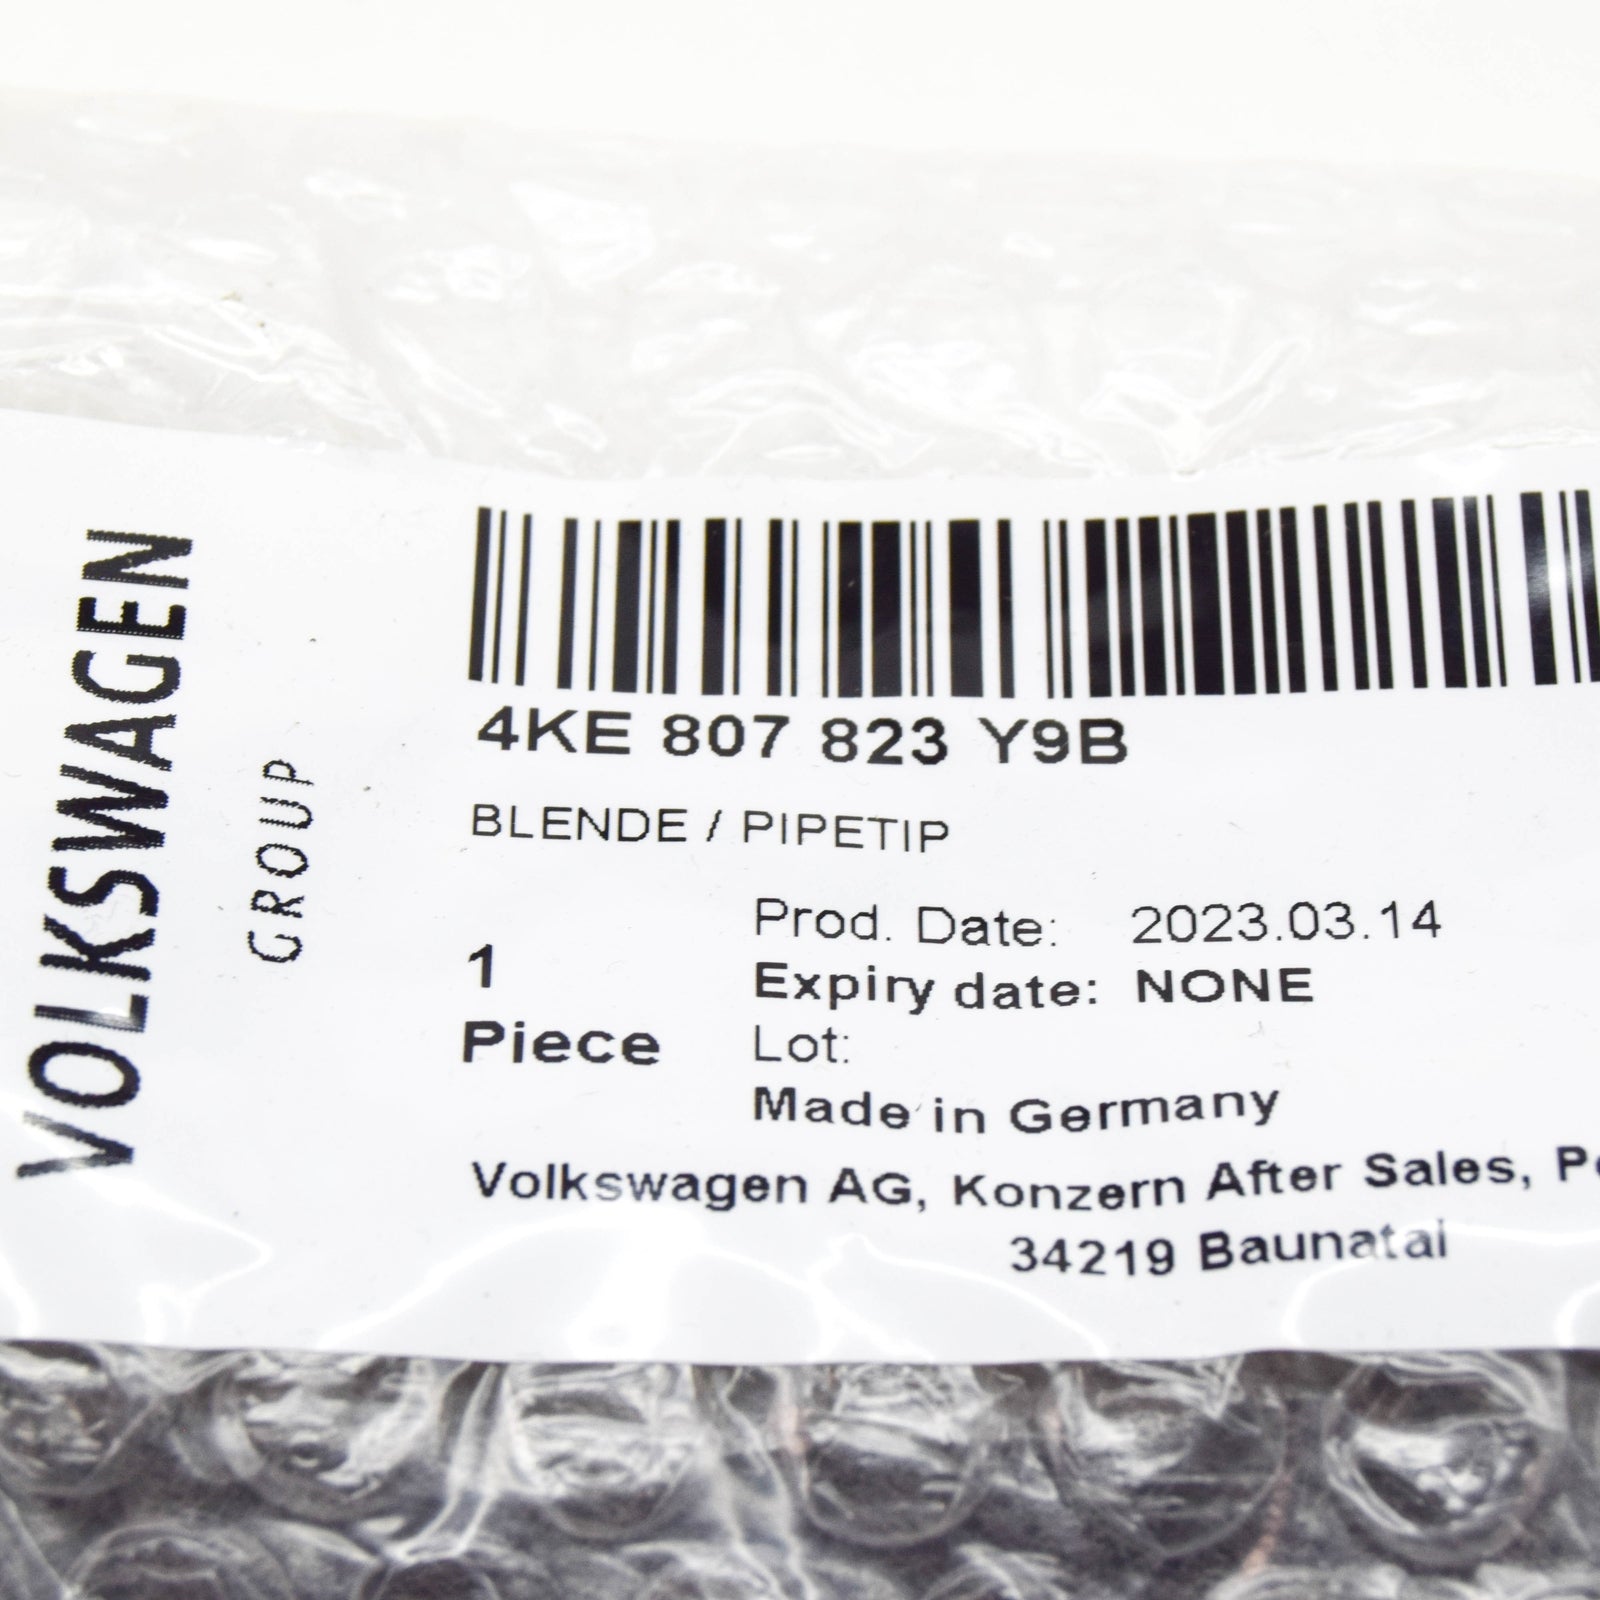 VOLKSWAGEN
GROUP
4KE 807 823 Y9B
BLENDE / PIPETIP
1
Piece
Prod. Date: 2023.03.14
Expiry date: NONE
Lot:
Made in Germany
Volkswagen AG, Konzern After Sales,
34219 Baunatal